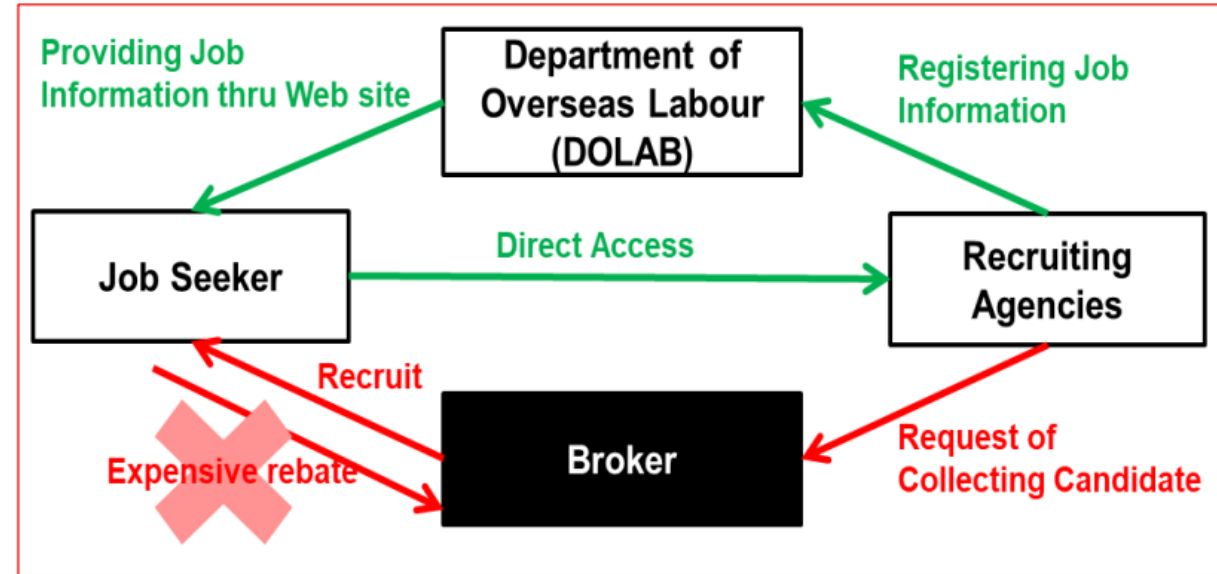 Providing Job
Information thru Web site
Department of
Overseas Labour
(DOLAB)
Registering Job
Information
Job Seeker
Direct Access
Recruiting
Agencies
Recruit
Expensive rebate
Broker
Request of
Collecting Candidate